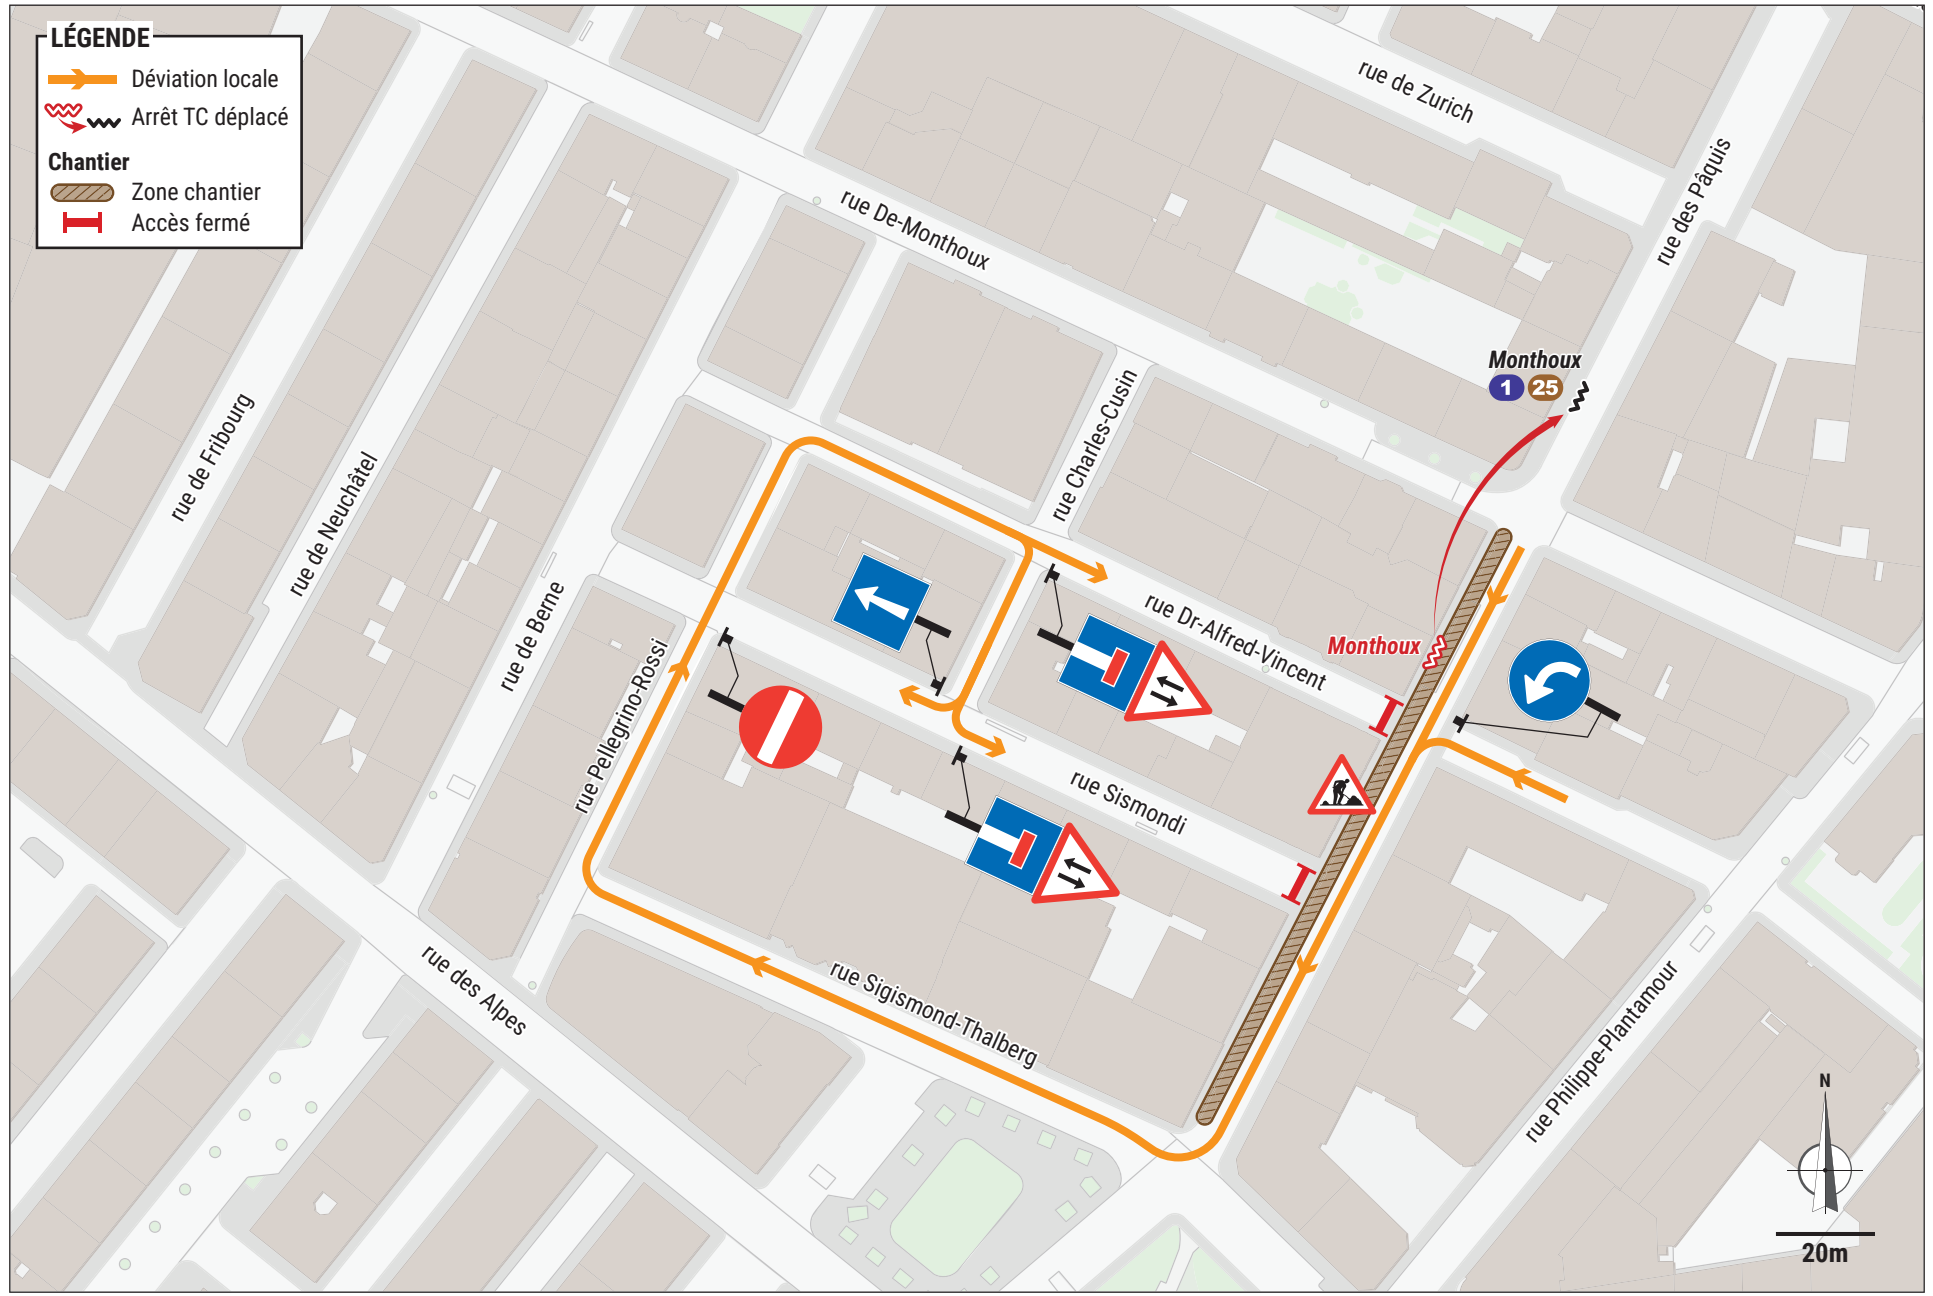 LÉGENDE
Déviation locale
Arrêt TC déplacé
Chantier
Zone chantier
Accès fermé
rue de Zurich
rue des Pâquis
rue De-Monthoux
Monthoux
1 25
rue Charles-Cusin
rue de Fribourg
rue de Neuchâtel
rue de Berne
rue Dr-Alfred-Vincent
Monthoux
rue Pellegrino-Rossi
rue Sismondi
rue des Alpes
rue Sigismond-Thalberg
rue Philippe-Plantamour
N
20m